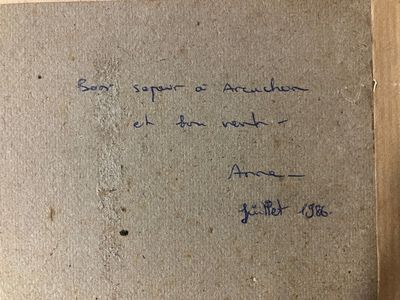 Bon séjour à Arcachon
et bon vent -
Anne -
Juillet 1986.